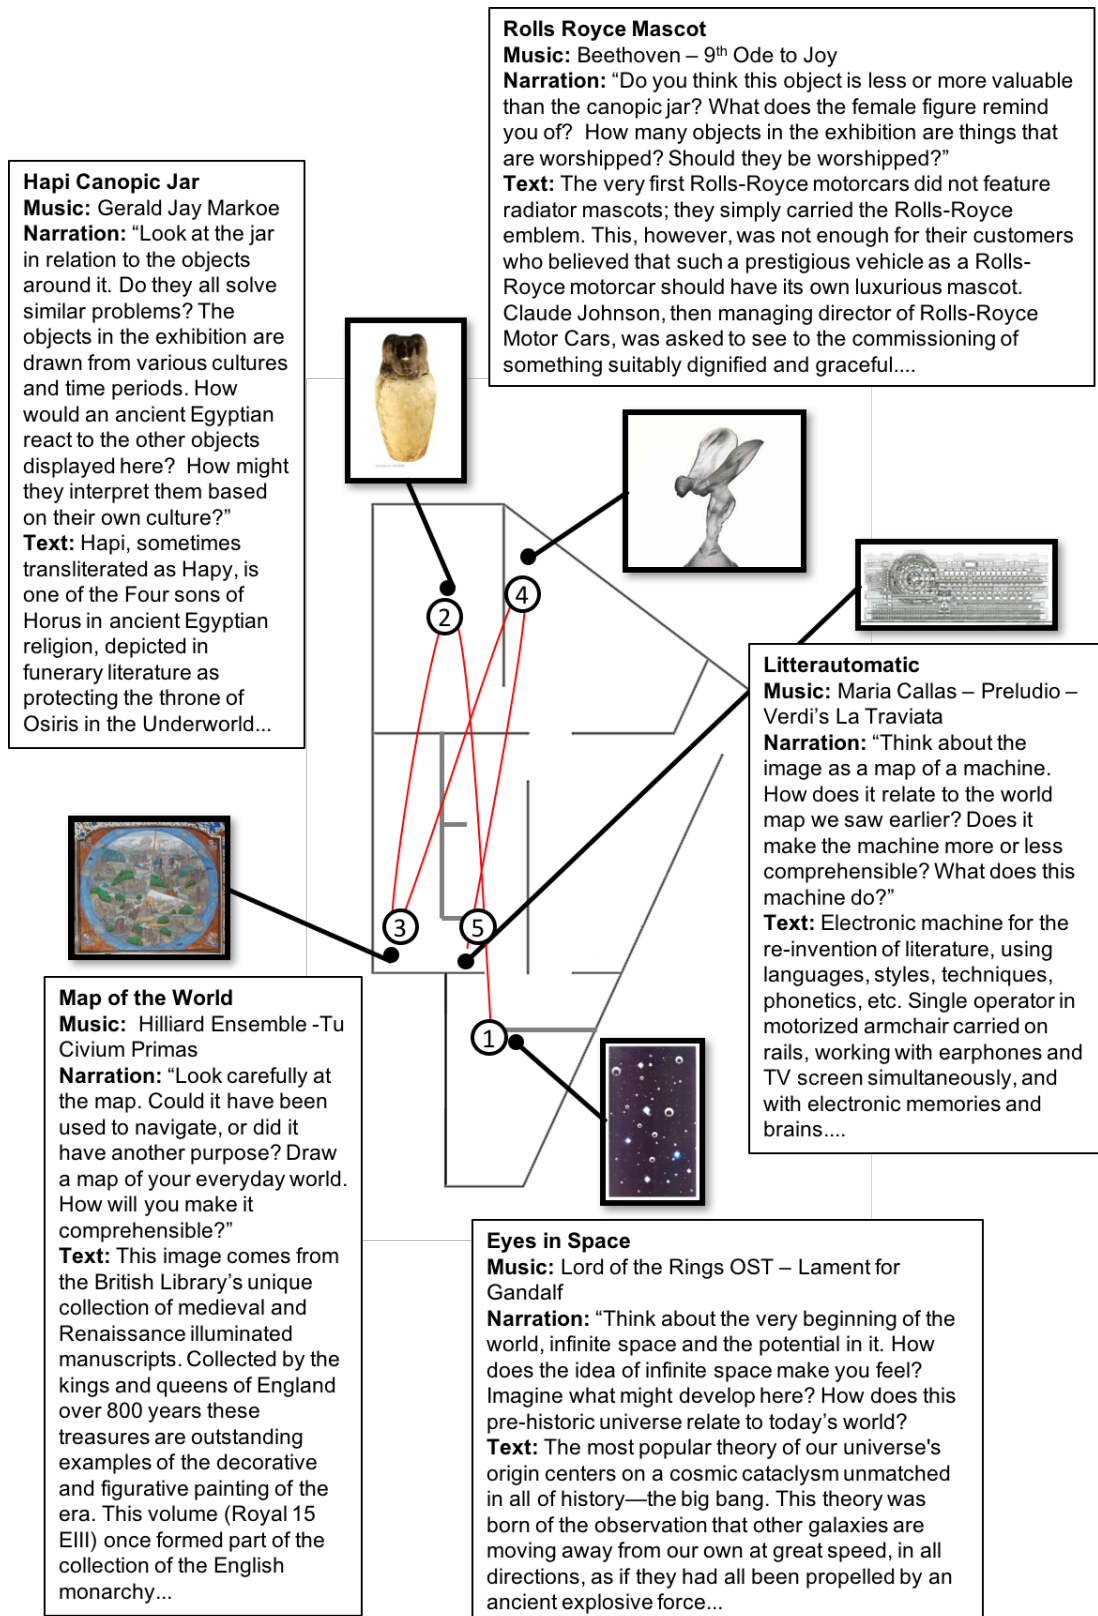 Rolls Royce Mascot
Music: Beethoven – 9th Ode to Joy
Narration: “Do you think this object is less or more valuable
than the canopic jar? What does the female figure remind
you of?  How many objects in the exhibition are things that
are worshipped? Should they be worshipped?”
Text: The very first Rolls-Royce motorcars did not feature
radiator mascots; they simply carried the Rolls-Royce
emblem. This, however, was not enough for their customers
who believed that such a prestigious vehicle as a Rolls-
Royce motorcar should have its own luxurious mascot.
Claude Johnson, then managing director of Rolls-Royce
Motor Cars, was asked to see to the commissioning of
something suitably dignified and graceful....
Hapi Canopic Jar
Music: Gerald Jay Markoe
Narration: “Look at the jar
in relation to the objects
around it. Do they all solve
similar problems? The
objects in the exhibition are
drawn from various cultures
and time periods. How
would an ancient Egyptian
react to the other objects
displayed here?  How might
they interpret them based
on their own culture?”
Text: Hapi, sometimes
transliterated as Hapy, is
one of the Four sons of
Horus in ancient Egyptian
religion, depicted in
funerary literature as
protecting the throne of
Osiris in the Underworld...
4
2
3
5
1
Litterautomatic
Music: Maria Callas – Preludio –
Verdi’s La Traviata
Narration: “Think about the
image as a map of a machine.
How does it relate to the world
map we saw earlier? Does it
make the machine more or less
comprehensible? What does this
machine do?”
Text: Electronic machine for the
re-invention of literature, using
languages, styles, techniques,
phonetics, etc. Single operator in
motorized armchair carried on
rails, working with earphones and
TV screen simultaneously, and
with electronic memories and
brains....
Map of the World
Music:  Hilliard Ensemble -Tu
Civium Primas
Narration: “Look carefully at
the map. Could it have been
used to navigate, or did it
have another purpose? Draw
a map of your everyday world.
How will you make it
comprehensible?”
Text: This image comes from
the British Library’s unique
collection of medieval and
Renaissance illuminated
manuscripts. Collected by the
kings and queens of England
over 800 years these
treasures are outstanding
examples of the decorative
and figurative painting of the
era. This volume (Royal 15
EIII) once formed part of the
collection of the English
monarchy...
Eyes in Space
Music: Lord of the Rings OST – Lament for
Gandalf
Narration: “Think about the very beginning of the
world, infinite space and the potential in it. How
does the idea of infinite space make you feel?
Imagine what might develop here? How does this
pre-historic universe relate to today’s world?
Text: The most popular theory of our universe's
origin centers on a cosmic cataclysm unmatched
in all of history—the big bang. This theory was
born of the observation that other galaxies are
moving away from our own at great speed, in all
directions, as if they had all been propelled by an
ancient explosive force...